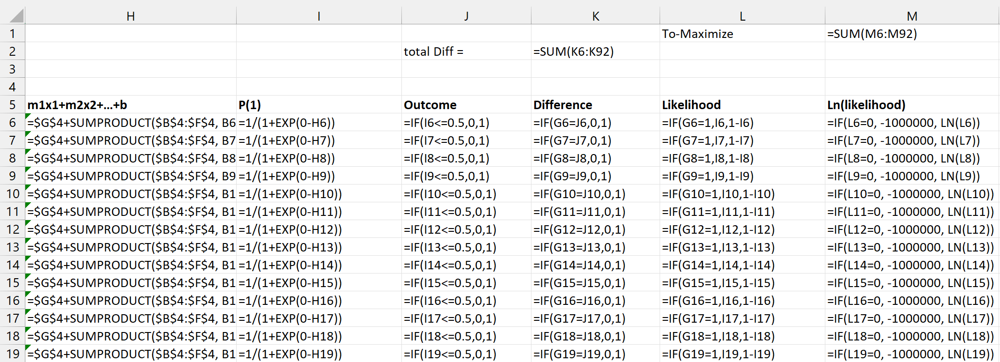 H I J K L M
1 To-Maximize =SUM(M6:M92)
2 total Diff = =SUM(K6:K92)
3
4
5 m1x1+m2x2+...+b P(1) Outcome Difference Likelihood Ln(likelihood)
6 =$G$4+SUMPRODUCT($B$4:$F$4, B6 =1/(1+EXP(0-H6)) =IF(I6<=0.5,0,1) =IF(G6=J6,0,1) =IF(G6=1,I6,1-I6) =IF(L6=0, -1000000, LN(L6))
7 =$G$4+SUMPRODUCT($B$4:$F$4, B7 =1/(1+EXP(0-H7)) =IF(I7<=0.5,0,1) =IF(G7=J7,0,1) =IF(G7=1,I7,1-I7) =IF(L7=0, -1000000, LN(L7))
8 =$G$4+SUMPRODUCT($B$4:$F$4, B8 =1/(1+EXP(0-H8)) =IF(I8<=0.5,0,1) =IF(G8=J8,0,1) =IF(G8=1,I8,1-I8) =IF(L8=0, -1000000, LN(L8))
9 =$G$4+SUMPRODUCT($B$4:$F$4, B9 =1/(1+EXP(0-H9)) =IF(I9<=0.5,0,1) =IF(G9=J9,0,1) =IF(G9=1,I9,1-I9) =IF(L9=0, -1000000, LN(L9))
10 =$G$4+SUMPRODUCT($B$4:$F$4, B1 =1/(1+EXP(0-H10)) =IF(I10<=0.5,0,1) =IF(G10=J10,0,1) =IF(G10=1,I10,1-I10) =IF(L10=0, -1000000, LN(L10))
11 =$G$4+SUMPRODUCT($B$4:$F$4, B1 =1/(1+EXP(0-H11)) =IF(I11<=0.5,0,1) =IF(G11=J11,0,1) =IF(G11=1,I11,1-I11) =IF(L11=0, -1000000, LN(L11))
12 =$G$4+SUMPRODUCT($B$4:$F$4, B1 =1/(1+EXP(0-H12)) =IF(I12<=0.5,0,1) =IF(G12=J12,0,1) =IF(G12=1,I12,1-I12) =IF(L12=0, -1000000, LN(L12))
13 =$G$4+SUMPRODUCT($B$4:$F$4, B1 =1/(1+EXP(0-H13)) =IF(I13<=0.5,0,1) =IF(G13=J13,0,1) =IF(G13=1,I13,1-I13) =IF(L13=0, -1000000, LN(L13))
14 =$G$4+SUMPRODUCT($B$4:$F$4, B1 =1/(1+EXP(0-H14)) =IF(I14<=0.5,0,1) =IF(G14=J14,0,1) =IF(G14=1,I14,1-I14) =IF(L14=0, -1000000, LN(L14))
15 =$G$4+SUMPRODUCT($B$4:$F$4, B1 =1/(1+EXP(0-H15)) =IF(I15<=0.5,0,1) =IF(G15=J15,0,1) =IF(G15=1,I15,1-I15) =IF(L15=0, -1000000, LN(L15))
16 =$G$4+SUMPRODUCT($B$4:$F$4, B1 =1/(1+EXP(0-H16)) =IF(I16<=0.5,0,1) =IF(G16=J16,0,1) =IF(G16=1,I16,1-I16) =IF(L16=0, -1000000, LN(L16))
17 =$G$4+SUMPRODUCT($B$4:$F$4, B1 =1/(1+EXP(0-H17)) =IF(I17<=0.5,0,1) =IF(G17=J17,0,1) =IF(G17=1,I17,1-I17) =IF(L17=0, -1000000, LN(L17))
18 =$G$4+SUMPRODUCT($B$4:$F$4, B1 =1/(1+EXP(0-H18)) =IF(I18<=0.5,0,1) =IF(G18=J18,0,1) =IF(G18=1,I18,1-I18) =IF(L18=0, -1000000, LN(L18))
19 =$G$4+SUMPRODUCT($B$4:$F$4, B1 =1/(1+EXP(0-H19)) =IF(I19<=0.5,0,1) =IF(G19=J19,0,1) =IF(G19=1,I19,1-I19) =IF(L19=0, -1000000, LN(L19))